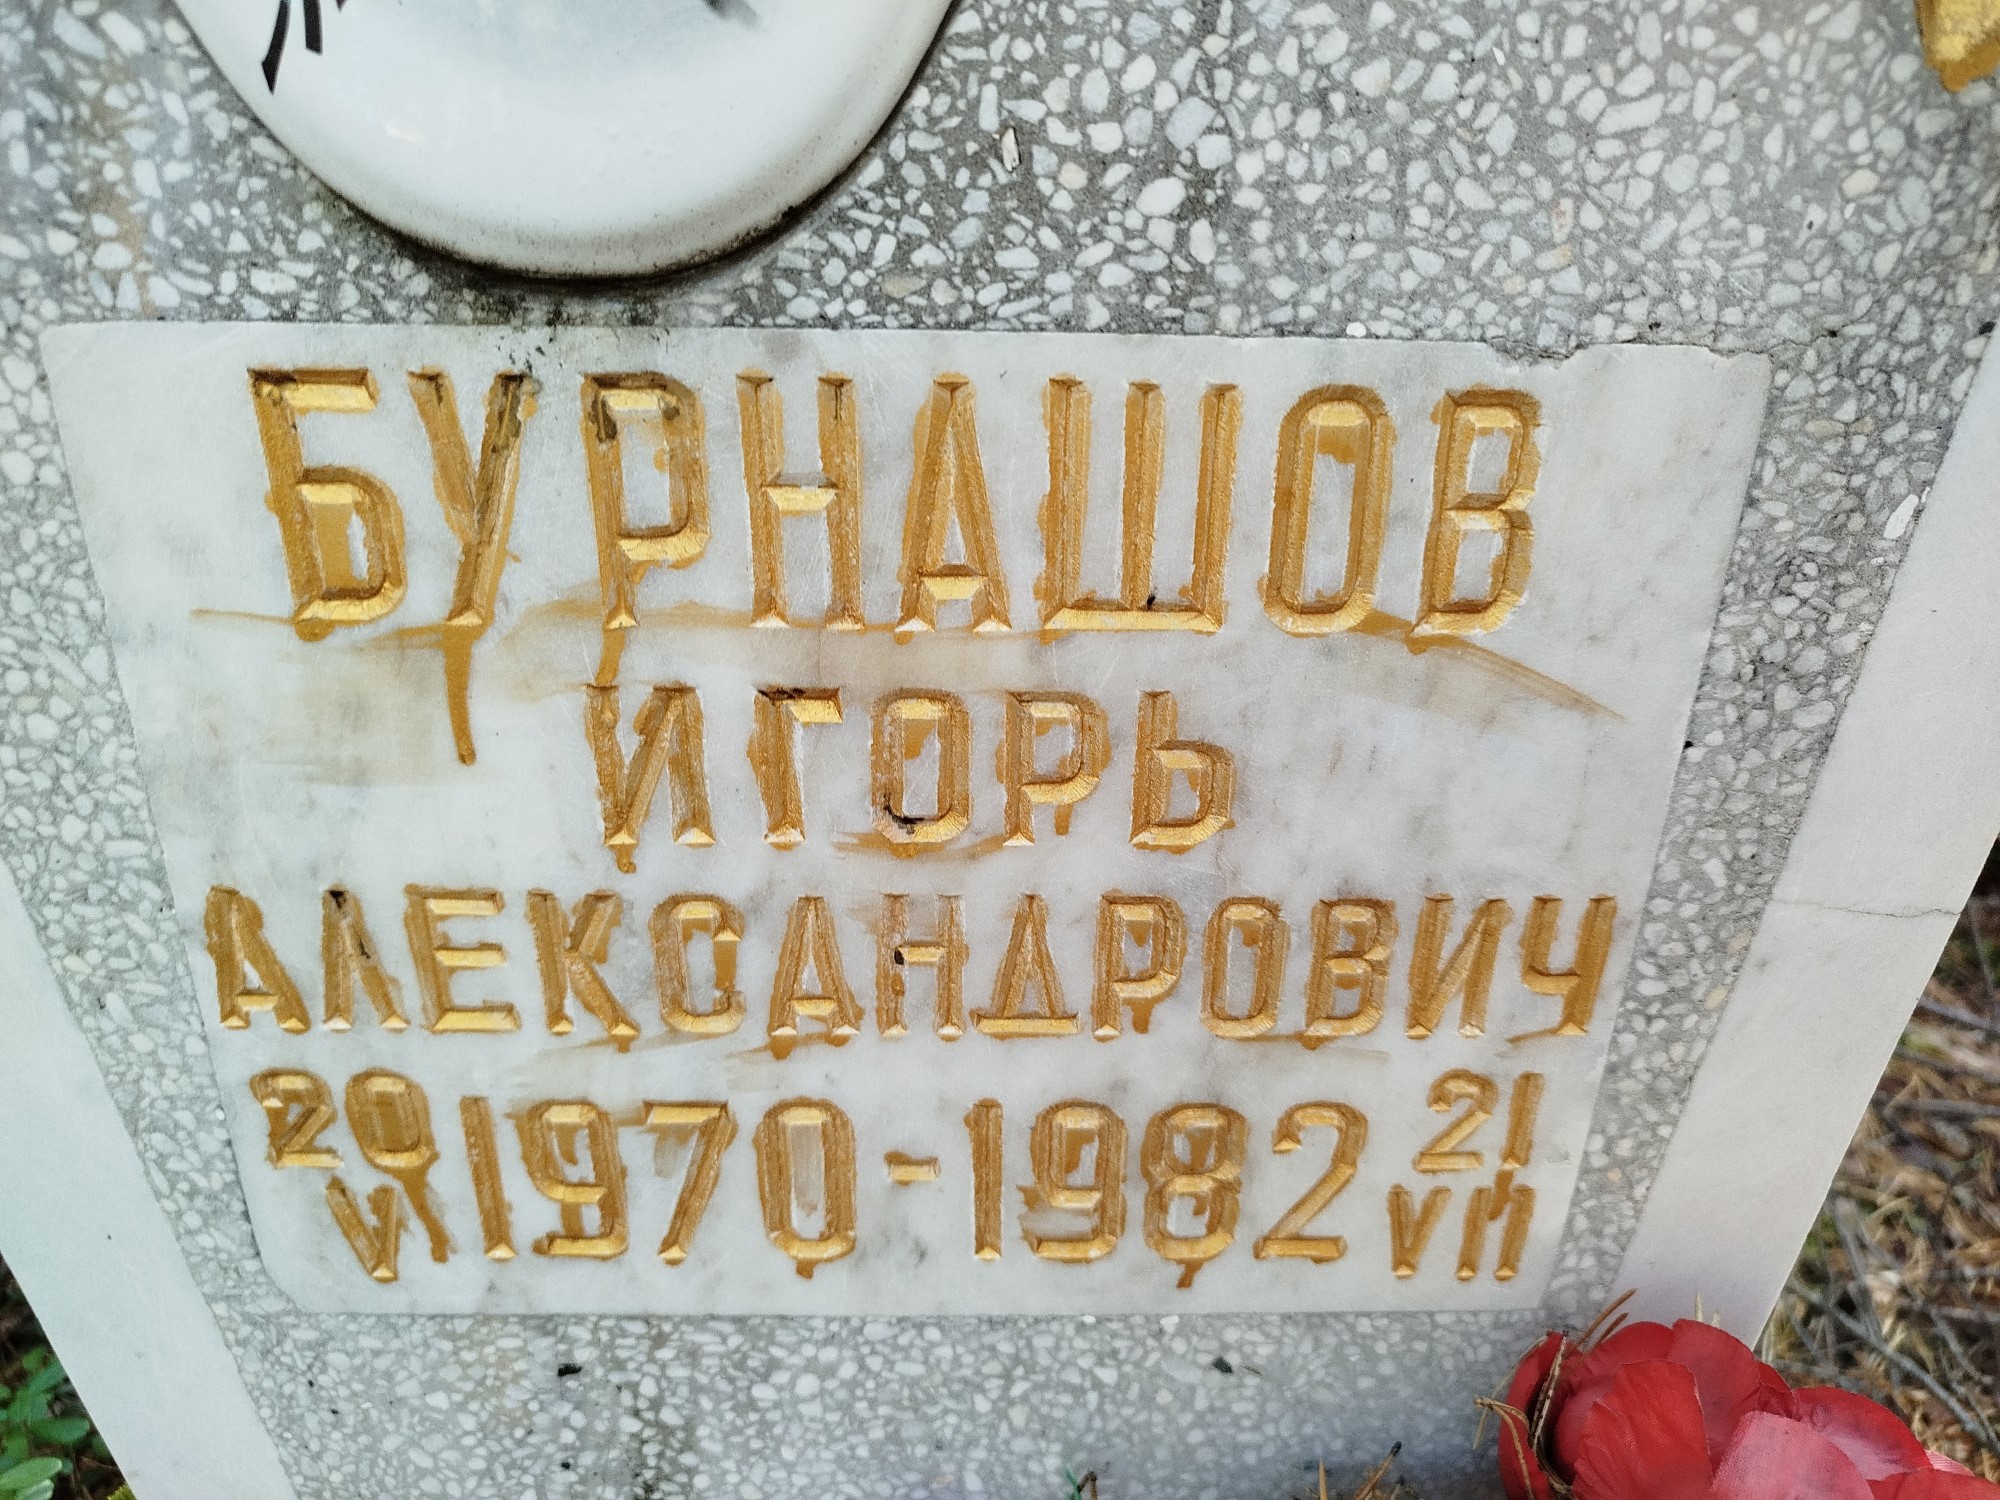 БУРНАШОВ
ИГОРЬ
АЛЕКСАНДРОВИЧ
20 V 1970 - 1982 21 VII